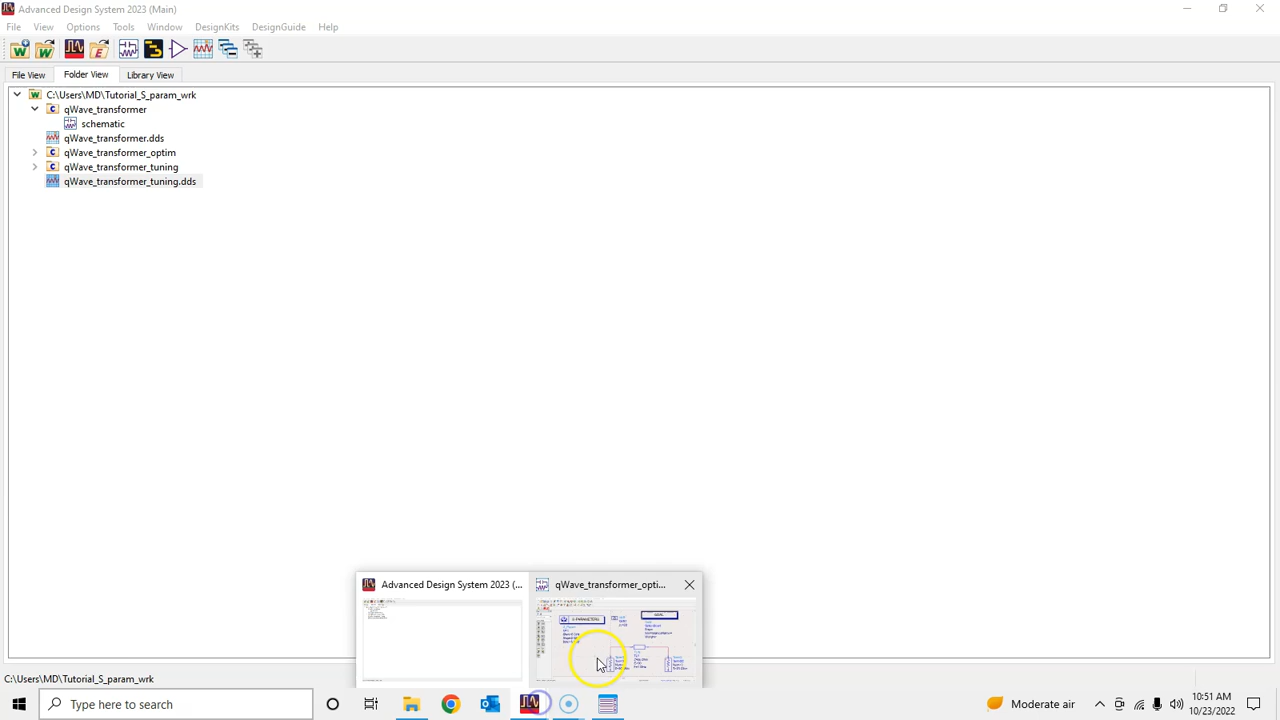 Advanced Design System 2023 (Main)
File View Options Tools Window DesignKits DesignGuide Help
File View Folder View Library View
C:\Users\MD\Tutorial_S_param_wrk
qWave_transformer
schematic
qWave_transformer.dds
qWave_transformer_optim
qWave_transformer_tuning
qWave_transformer_tuning.dds
Advanced Design System 2023 (... qWave_transformer_opti...
S-PARAMETERS
GOAL
C:\Users\MD\Tutorial_S_param_wrk
Type here to search
Moderate air
10:51 AM
10/23/2022